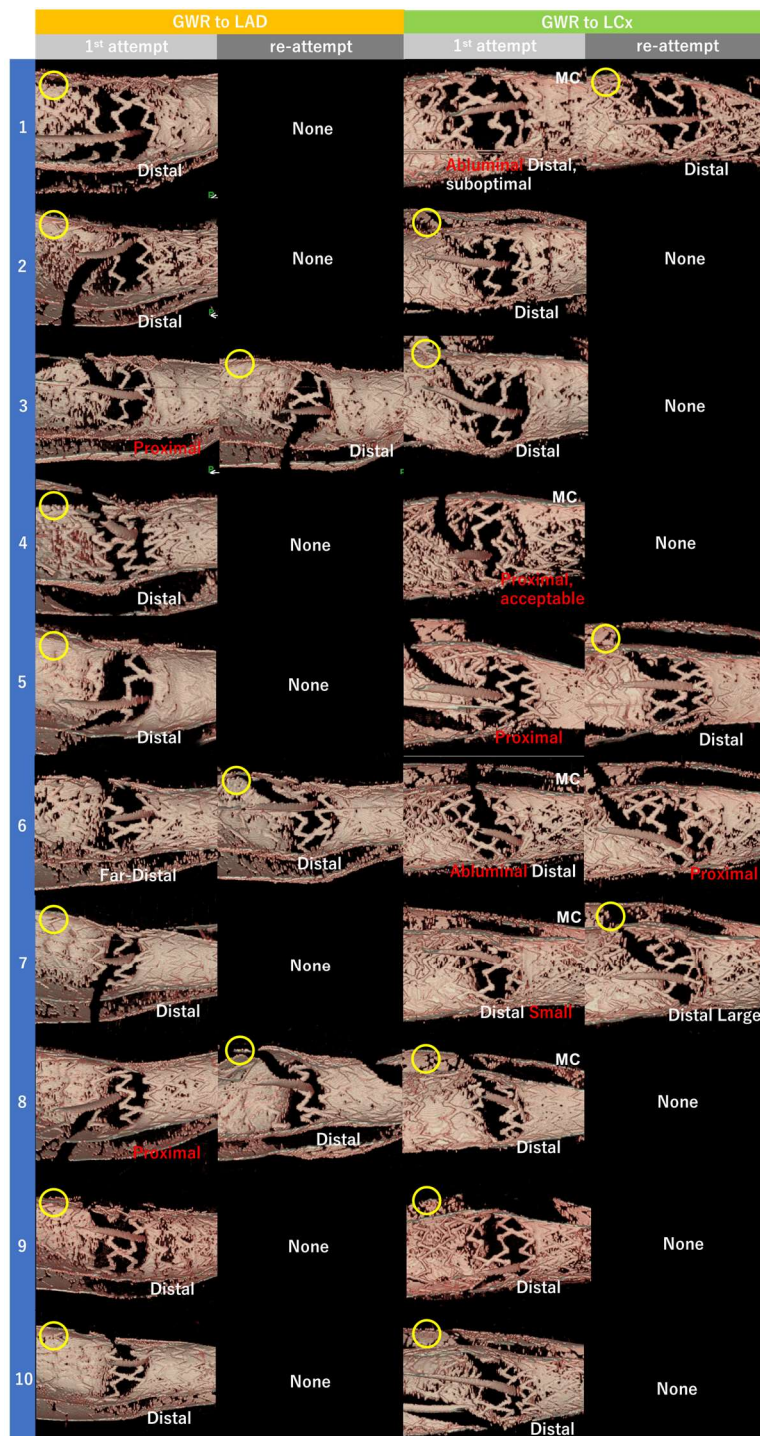 GWR to LAD GWR to LCx
1st attempt re-attempt 1st attempt re-attempt
1 None MC
Distal Abluminal Distal, suboptimal Distal
2 None None
Distal Distal
3 None
Proximal Distal Distal
4 None MC None
Distal Proximal, acceptable
5 None
Distal Proximal Distal
6 MC
Far-Distal Distal Abluminal Distal Proximal
7 None MC
Distal Distal Small Distal Large
8 MC None
Proximal Distal Distal
9 None None
Distal Distal
10 None None
Distal Distal